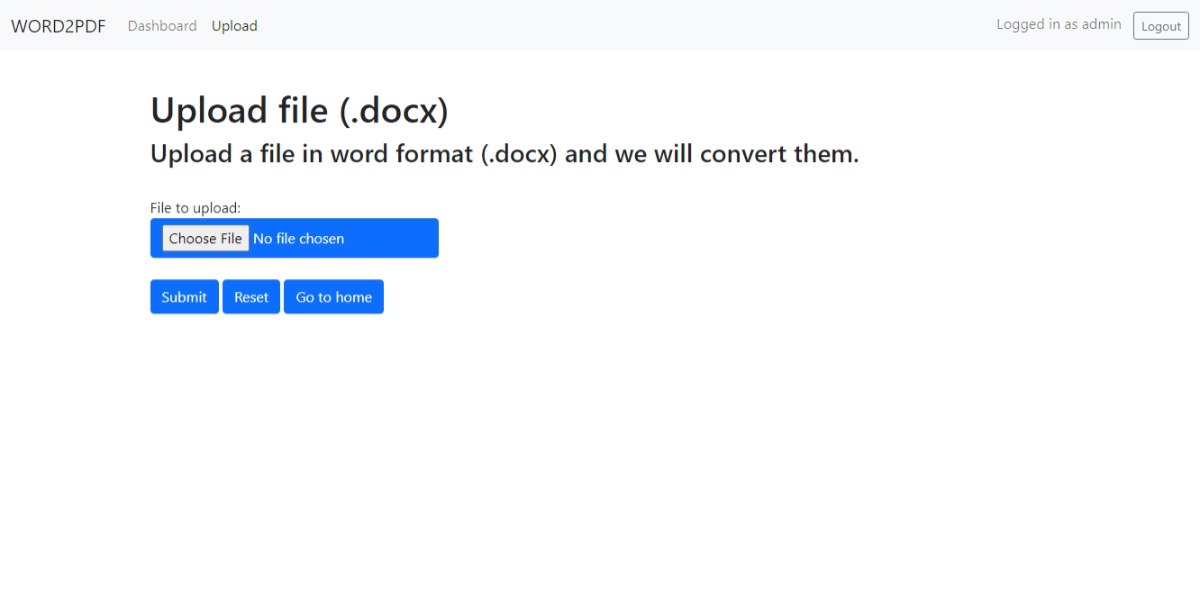 WORD2PDF Dashboard Upload Logged in as admin Logout
Upload file (.docx)
Upload a file in word format (.docx) and we will convert them.
File to upload:
Choose File No file chosen
Submit Reset Go to home